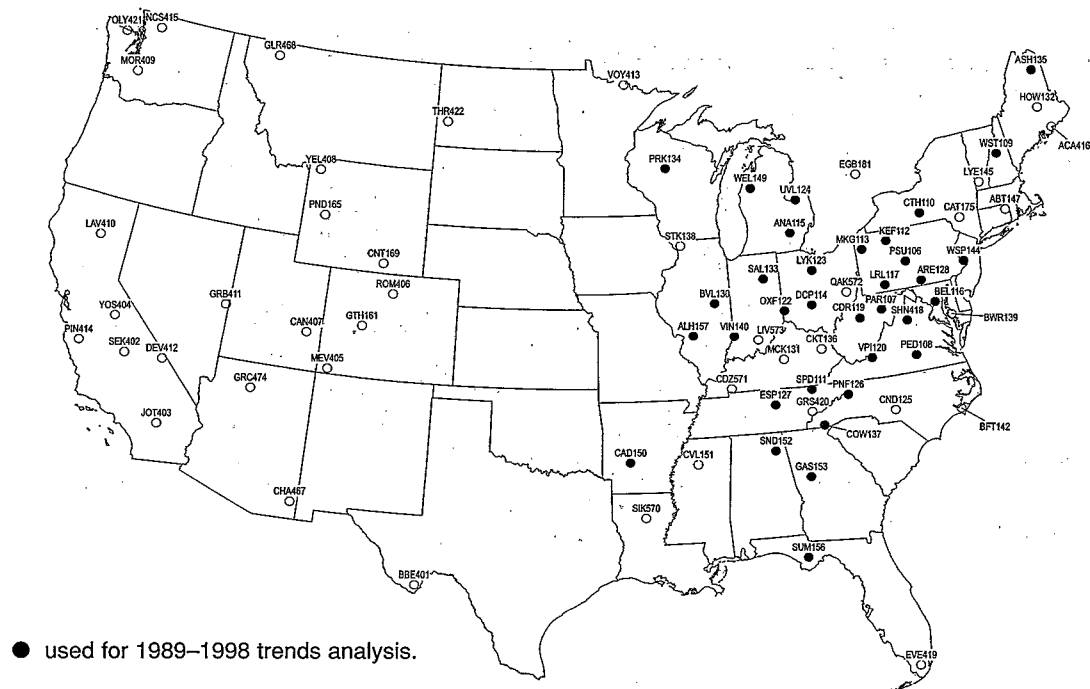 OLY421
NCS415
MOR409
GLR468
VOY413
ASH135
HOW132
ACA416
THR422
YEL408
PND165
PRK134
WEL149
UVL124
EGB181
WST109
LYE145
CTH110
CAT175
ABT147
LAV410
CNT169
STK138
ANA115
MKG113
KEF112
PSU106
WSP144
ROM406
GRB411
SAL133
LYK123
LRL117
ARE128
QAK572
BEL116
YOS404
CAN407
GTH161
BVL130
OXF122
DCP114
CDR119
PAR107
SHN418
BWR139
PIN414
SEK402
DEV412
MEV405
ALH157
VIN140
LIV573
MCK131
CKT136
VPI120
PED108
GRC474
CDZ571
SPD111
PNF126
ESP127
GRS420
CND125
BFT142
JOT403
COW137
CAD150
CVL151
SND152
GAS153
CHA467
SIK570
SUM156
BBE401
EVE419
used for 1989–1998 trends analysis.